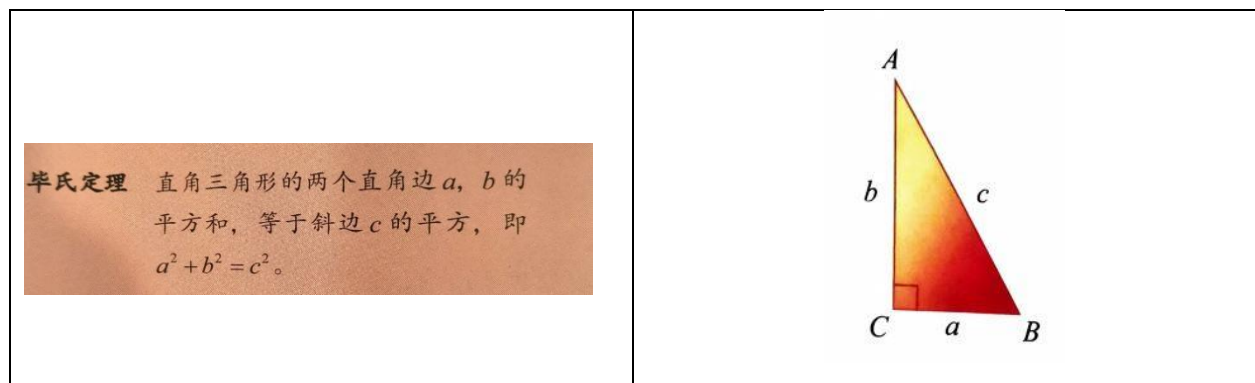 毕氏定理 直角三角形的两个直角边 a，b 的
平方和，等于斜边 c 的平方，即
a² + b² = c²。
A
b
c
C
a
B